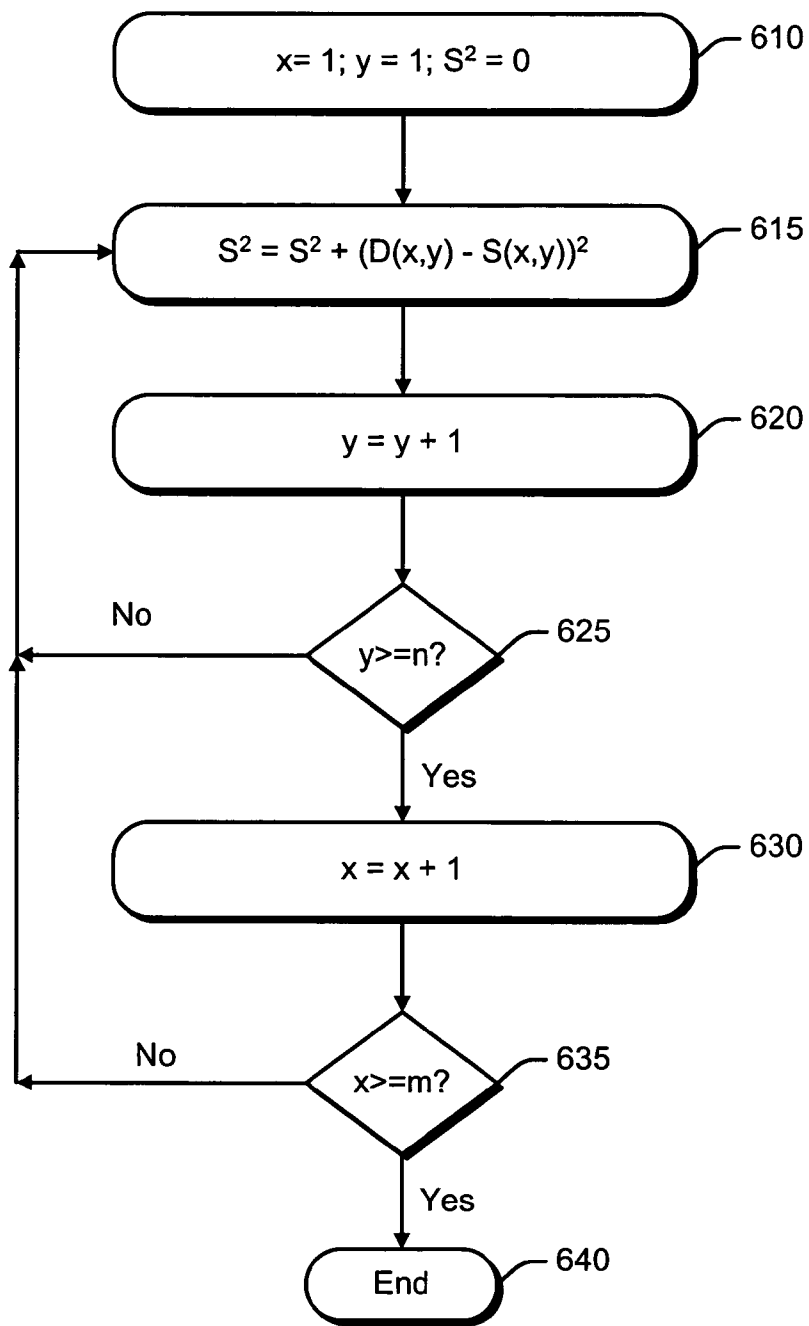 x= 1; y = 1; S² = 0
610
S² = S² + (D(x,y) - S(x,y))²
615
y = y + 1
620
No
y>=n?
625
Yes
x = x + 1
630
No
x>=m?
635
Yes
End
640